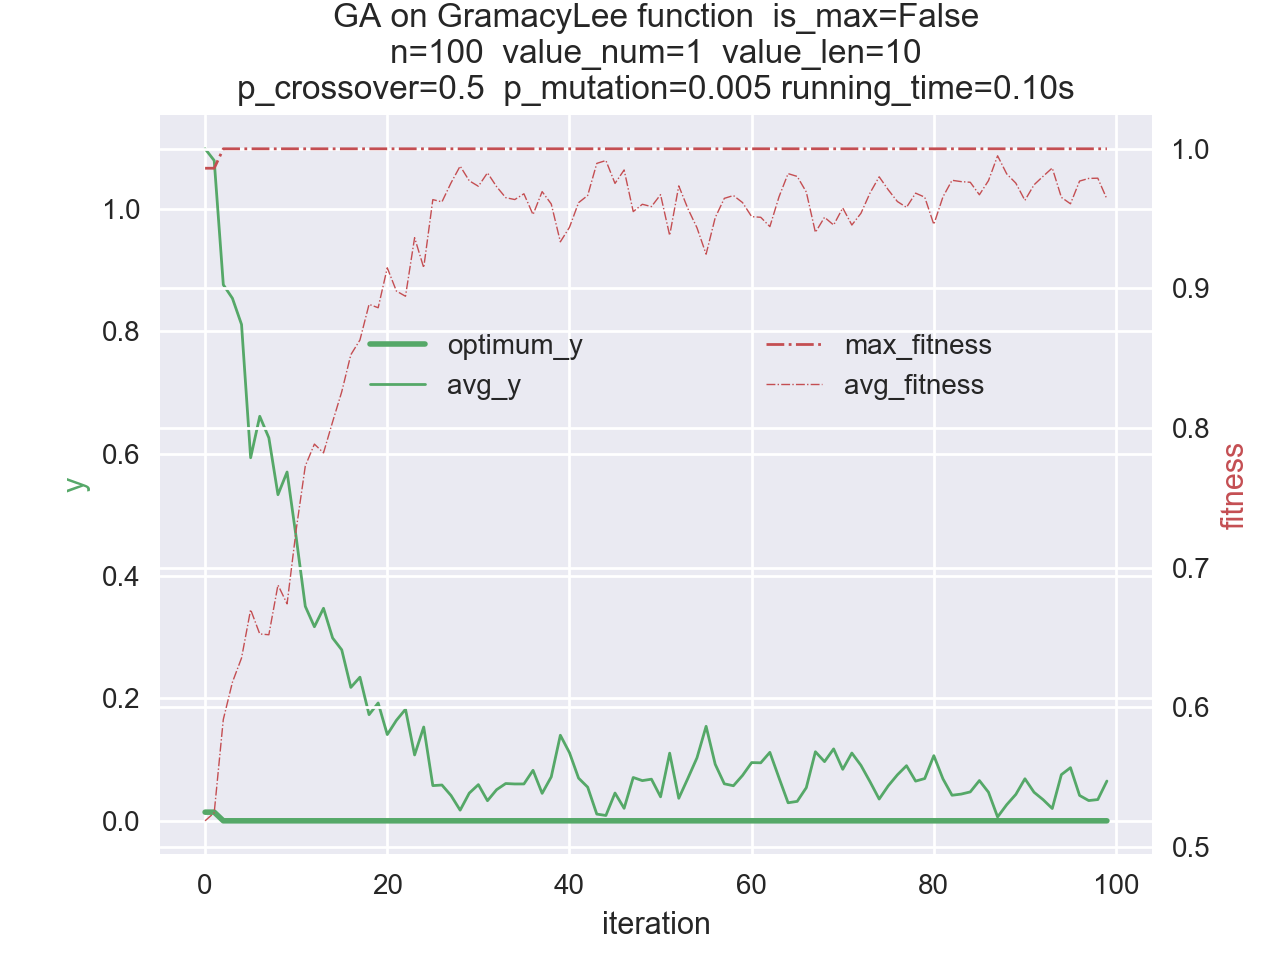 GA on GramacyLee function  is_max=False
n=100  value_num=1  value_len=10
p_crossover=0.5  p_mutation=0.005 running_time=0.10s
1.0
0.8
0.6
0.4
0.2
0.0
y
optimum_y
avg_y
max_fitness
avg_fitness
1.0
0.9
0.8
0.7
0.6
0.5
fitness
0 20 40 60 80 100
iteration